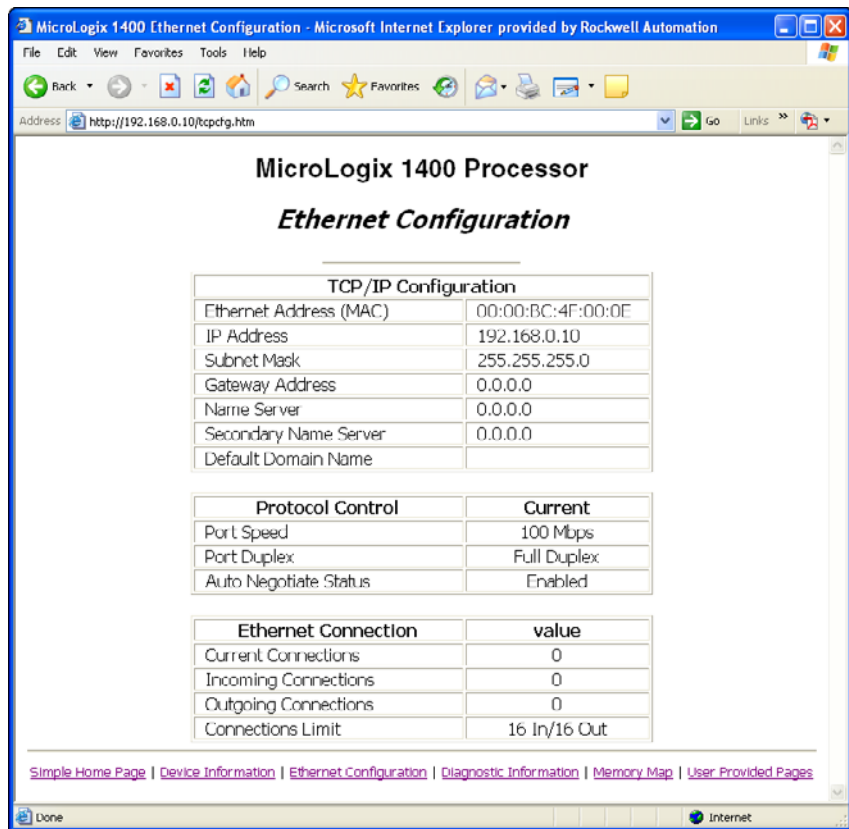 MicroLogix 1400 Ethernet Configuration - Microsoft Internet Explorer provided by Rockwell Automation
File Edit View Favorites Tools Help
Back Search Favorites
Address http://192.168.0.10/tcpcfg.htm Go Links »
MicroLogix 1400 Processor
Ethernet Configuration
TCP/IP Configuration
Ethernet Address (MAC) 00:00:BC:4F:00:0E
IP Address 192.168.0.10
Subnet Mask 255.255.255.0
Gateway Address 0.0.0.0
Name Server 0.0.0.0
Secondary Name Server 0.0.0.0
Default Domain Name
Protocol Control Current
Port Speed 100 Mbps
Port Duplex Full Duplex
Auto Negotiate Status Enabled
Ethernet Connection value
Current Connections 0
Incoming Connections 0
Outgoing Connections 0
Connections Limit 16 In/16 Out
Simple Home Page | Device Information | Ethernet Configuration | Diagnostic Information | Memory Map | User Provided Pages
Done Internet